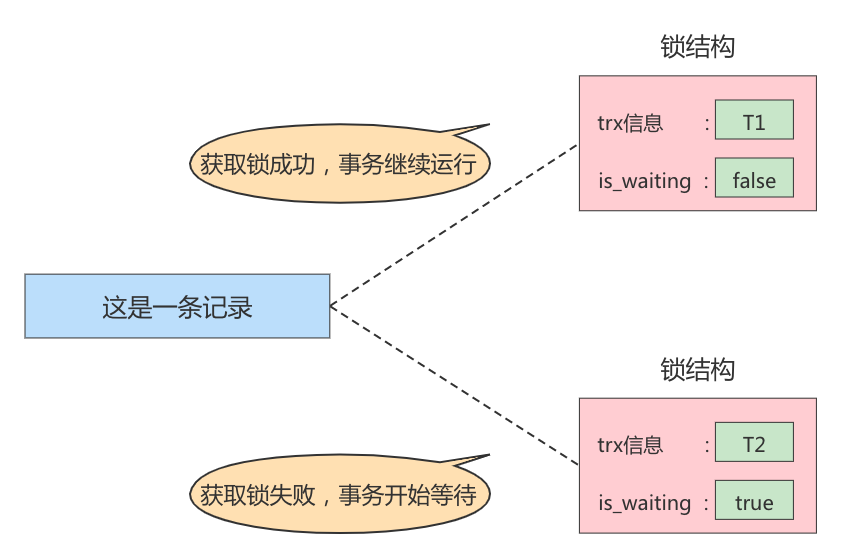 锁结构
trx信息 : T1
is_waiting : false
获取锁成功，事务继续运行
这是一条记录
锁结构
trx信息 : T2
is_waiting : true
获取锁失败，事务开始等待